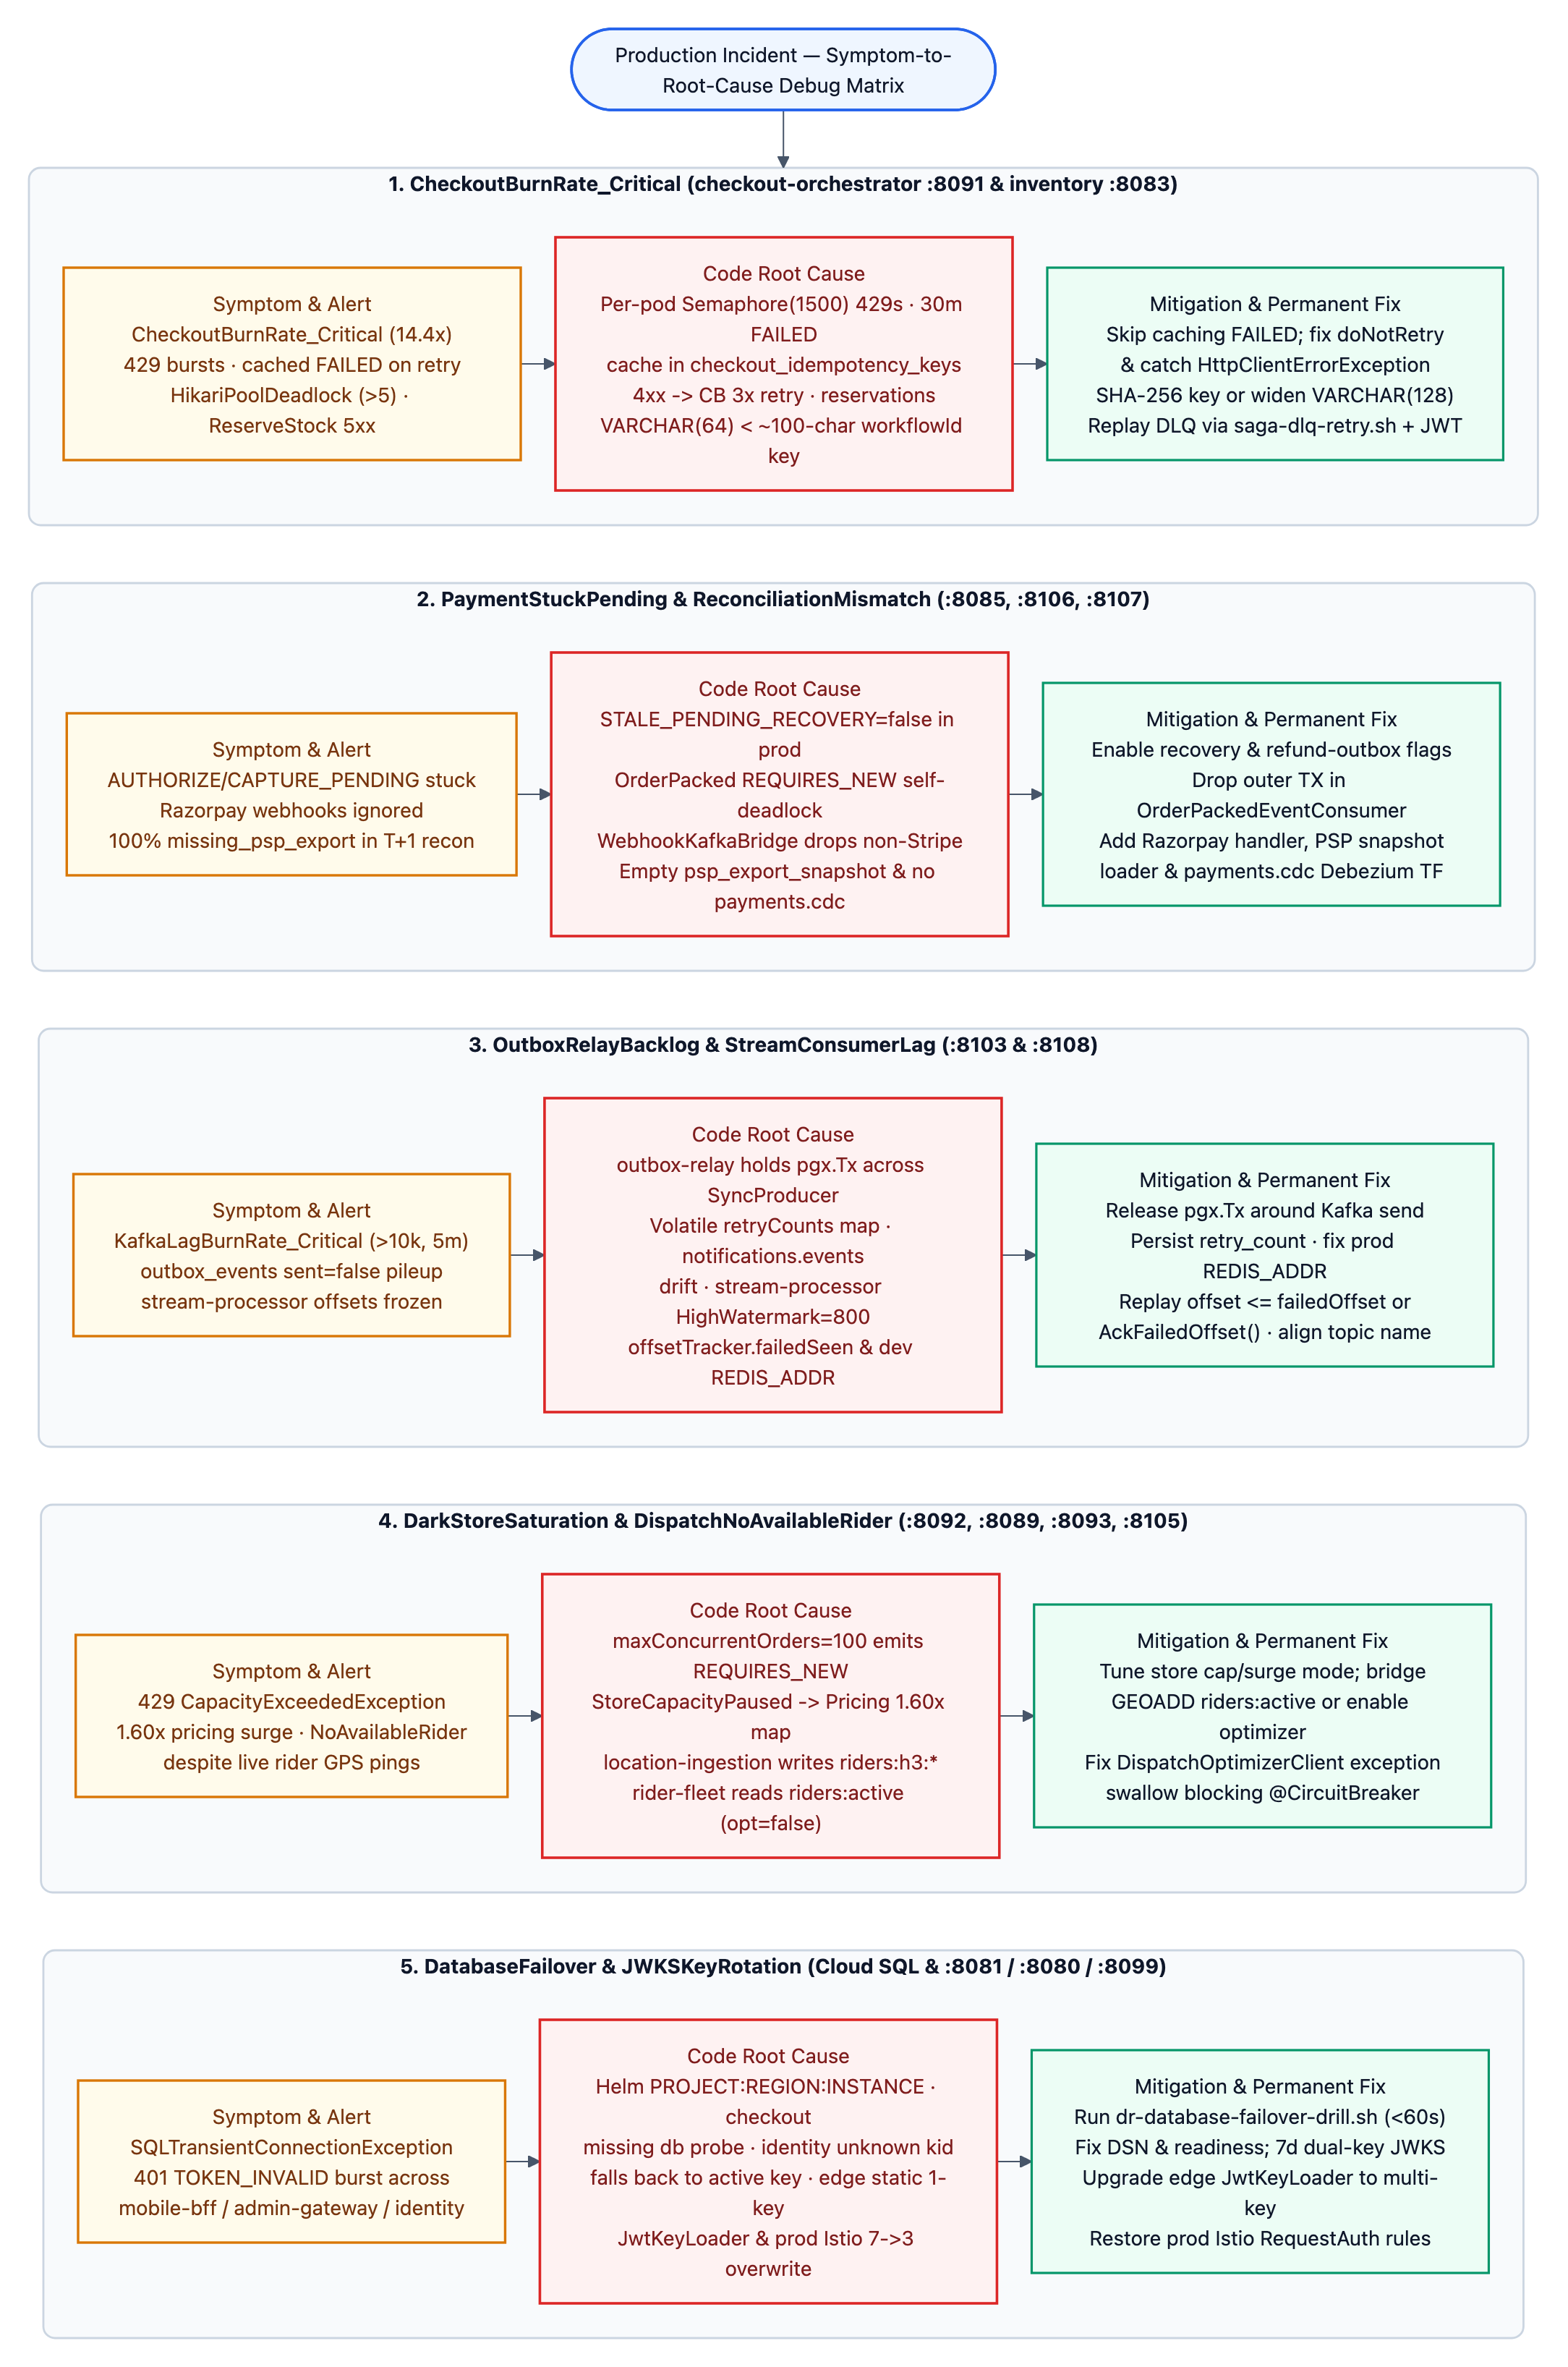 Production Incident — Symptom-to-
Root-Cause Debug Matrix
1. CheckoutBurnRate_Critical (checkout-orchestrator :8091 & inventory :8083)
Symptom & Alert
CheckoutBurnRate_Critical (14.4x)
429 bursts · cached FAILED on retry
HikariPoolDeadlock (>5) ·
ReserveStock 5xx
Code Root Cause
Per-pod Semaphore(1500) 429s · 30m
FAILED
cache in checkout_idempotency_keys
4xx -> CB 3x retry · reservations
VARCHAR(64) < ~100-char workflowId
key
Mitigation & Permanent Fix
Skip caching FAILED; fix doNotRetry
& catch HttpClientErrorException
SHA-256 key or widen VARCHAR(128)
Replay DLQ via saga-dlq-retry.sh + JWT
2. PaymentStuckPending & ReconciliationMismatch (:8085, :8106, :8107)
Symptom & Alert
AUTHORIZE/CAPTURE_PENDING stuck
Razorpay webhooks ignored
100% missing_psp_export in T+1 recon
Code Root Cause
STALE_PENDING_RECOVERY=false in
prod
OrderPacked REQUIRES_NEW self-
deadlock
WebhookKafkaBridge drops non-Stripe
Empty psp_export_snapshot & no
payments.cdc
Mitigation & Permanent Fix
Enable recovery & refund-outbox flags
Drop outer TX in
OrderPackedEventConsumer
Add Razorpay handler, PSP snapshot
loader & payments.cdc Debezium TF
3. OutboxRelayBacklog & StreamConsumerLag (:8103 & :8108)
Symptom & Alert
KafkaLagBurnRate_Critical (>10k, 5m)
outbox_events sent=false pileup
stream-processor offsets frozen
Code Root Cause
outbox-relay holds pgx.Tx across
SyncProducer
Volatile retryCounts map ·
notifications.events
drift · stream-processor
HighWatermark=800
offsetTracker.failedSeen & dev
REDIS_ADDR
Mitigation & Permanent Fix
Release pgx.Tx around Kafka send
Persist retry_count · fix prod
REDIS_ADDR
Replay offset <= failedOffset or
AckFailedOffset() · align topic name
4. DarkStoreSaturation & DispatchNoAvailableRider (:8092, :8089, :8093, :8105)
Symptom & Alert
429 CapacityExceededException
1.60x pricing surge · NoAvailableRider
despite live rider GPS pings
Code Root Cause
maxConcurrentOrders=100 emits
REQUIRES_NEW
StoreCapacityPaused -> Pricing 1.60x
map
location-ingestion writes riders:h3:*
rider-fleet reads riders:active
(opt=false)
Mitigation & Permanent Fix
Tune store cap/surge mode; bridge
GEOADD riders:active or enable
optimizer
Fix DispatchOptimizerClient exception
swallow blocking @CircuitBreaker
5. DatabaseFailover & JWKSKeyRotation (Cloud SQL & :8081 / :8080 / :8099)
Symptom & Alert
SQLTransientConnectionException
401 TOKEN_INVALID burst across
mobile-bff / admin-gateway / identity
Code Root Cause
Helm PROJECT:REGION:INSTANCE ·
checkout
missing db probe · identity unknown kid
falls back to active key · edge static 1-
key
JwtKeyLoader & prod Istio 7->3
overwrite
Mitigation & Permanent Fix
Run dr-database-failover-drill.sh (<60s)
Fix DSN & readiness; 7d dual-key JWKS
Upgrade edge JwtKeyLoader to multi-
key
Restore prod Istio RequestAuth rules